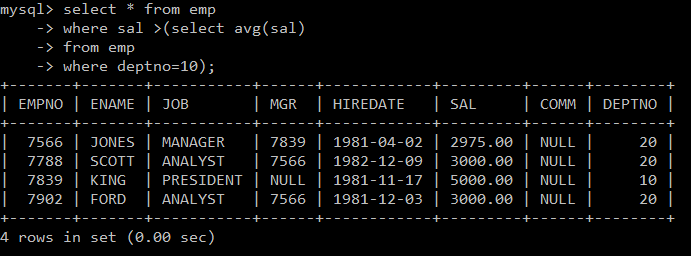 mysql> select * from emp
    -> where sal >(select avg(sal)
    -> from emp
    -> where deptno=10);
+-------+-------+-----------+------+------------+---------+------+--------+
| EMPNO | ENAME | JOB       | MGR  | HIREDATE   | SAL     | COMM | DEPTNO |
+-------+-------+-----------+------+------------+---------+------+--------+
|  7566 | JONES | MANAGER   | 7839 | 1981-04-02 | 2975.00 | NULL |     20 |
|  7788 | SCOTT | ANALYST   | 7566 | 1982-12-09 | 3000.00 | NULL |     20 |
|  7839 | KING  | PRESIDENT | NULL | 1981-11-17 | 5000.00 | NULL |     10 |
|  7902 | FORD  | ANALYST   | 7566 | 1981-12-03 | 3000.00 | NULL |     20 |
+-------+-------+-----------+------+------------+---------+------+--------+
4 rows in set (0.00 sec)